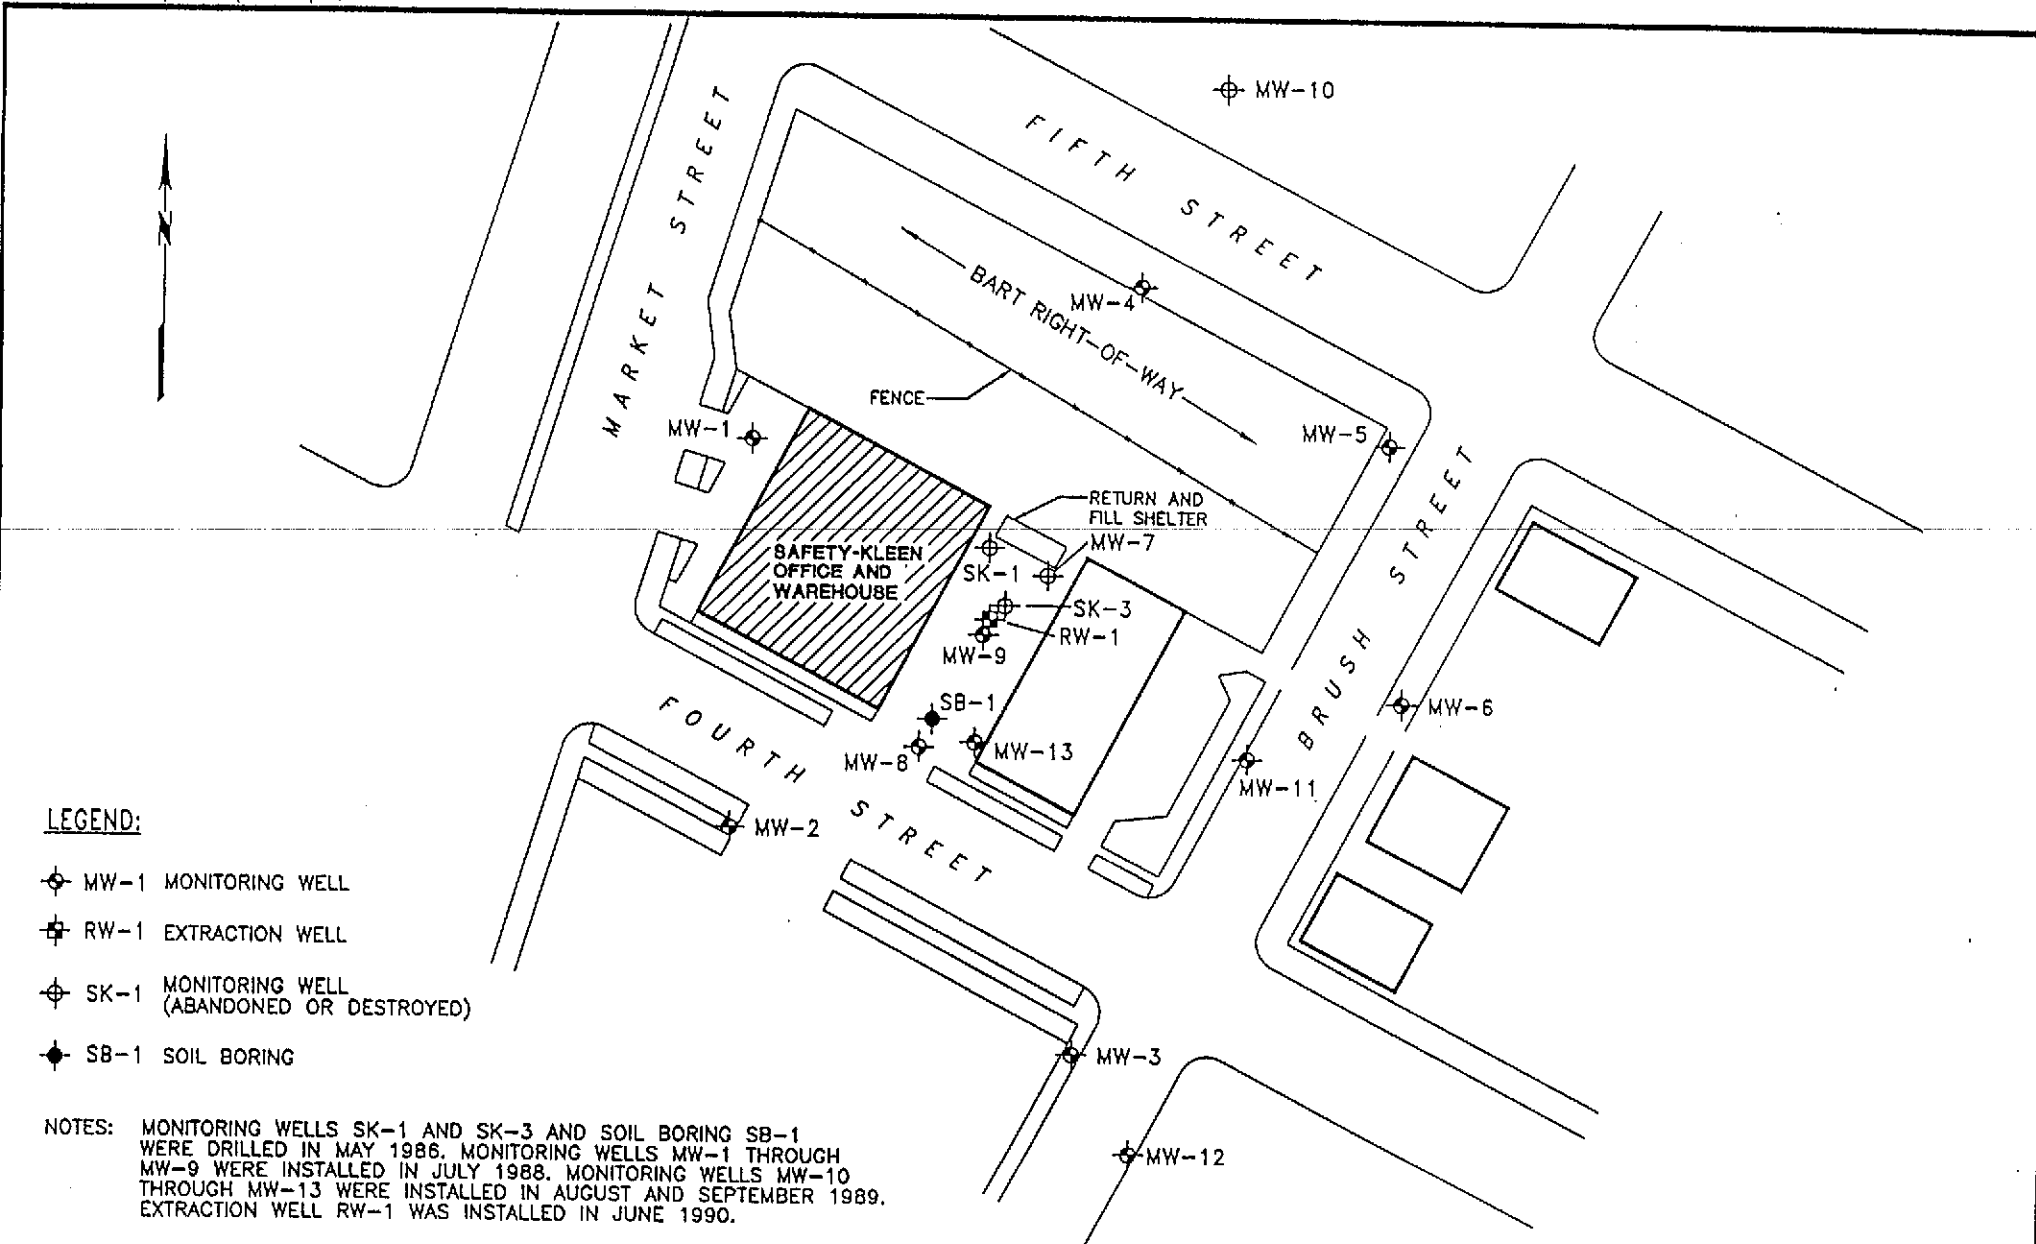 MW-10
FIFTH STREET
MARKET STREET
N
MW-4
BART RIGHT-OF-WAY
FENCE
MW-1
MW-5
RETURN AND
FILL SHELTER
MW-7
SAFETY-KLEEN
OFFICE AND
WAREHOUSE
SK-1
SK-3
RW-1
MW-9
BRUSH STREET
SB-1
MW-6
MW-13
MW-8
FOURTH STREET
MW-11
MW-2
MW-3
MW-12
LEGEND:
MW-1 MONITORING WELL
RW-1 EXTRACTION WELL
SK-1 MONITORING WELL
(ABANDONED OR DESTROYED)
SB-1 SOIL BORING
NOTES: MONITORING WELLS SK-1 AND SK-3 AND SOIL BORING SB-1
WERE DRILLED IN MAY 1986. MONITORING WELLS MW-1 THROUGH
MW-9 WERE INSTALLED IN JULY 1988. MONITORING WELLS MW-10
THROUGH MW-13 WERE INSTALLED IN AUGUST AND SEPTEMBER 1989.
EXTRACTION WELL RW-1 WAS INSTALLED IN JUNE 1990.